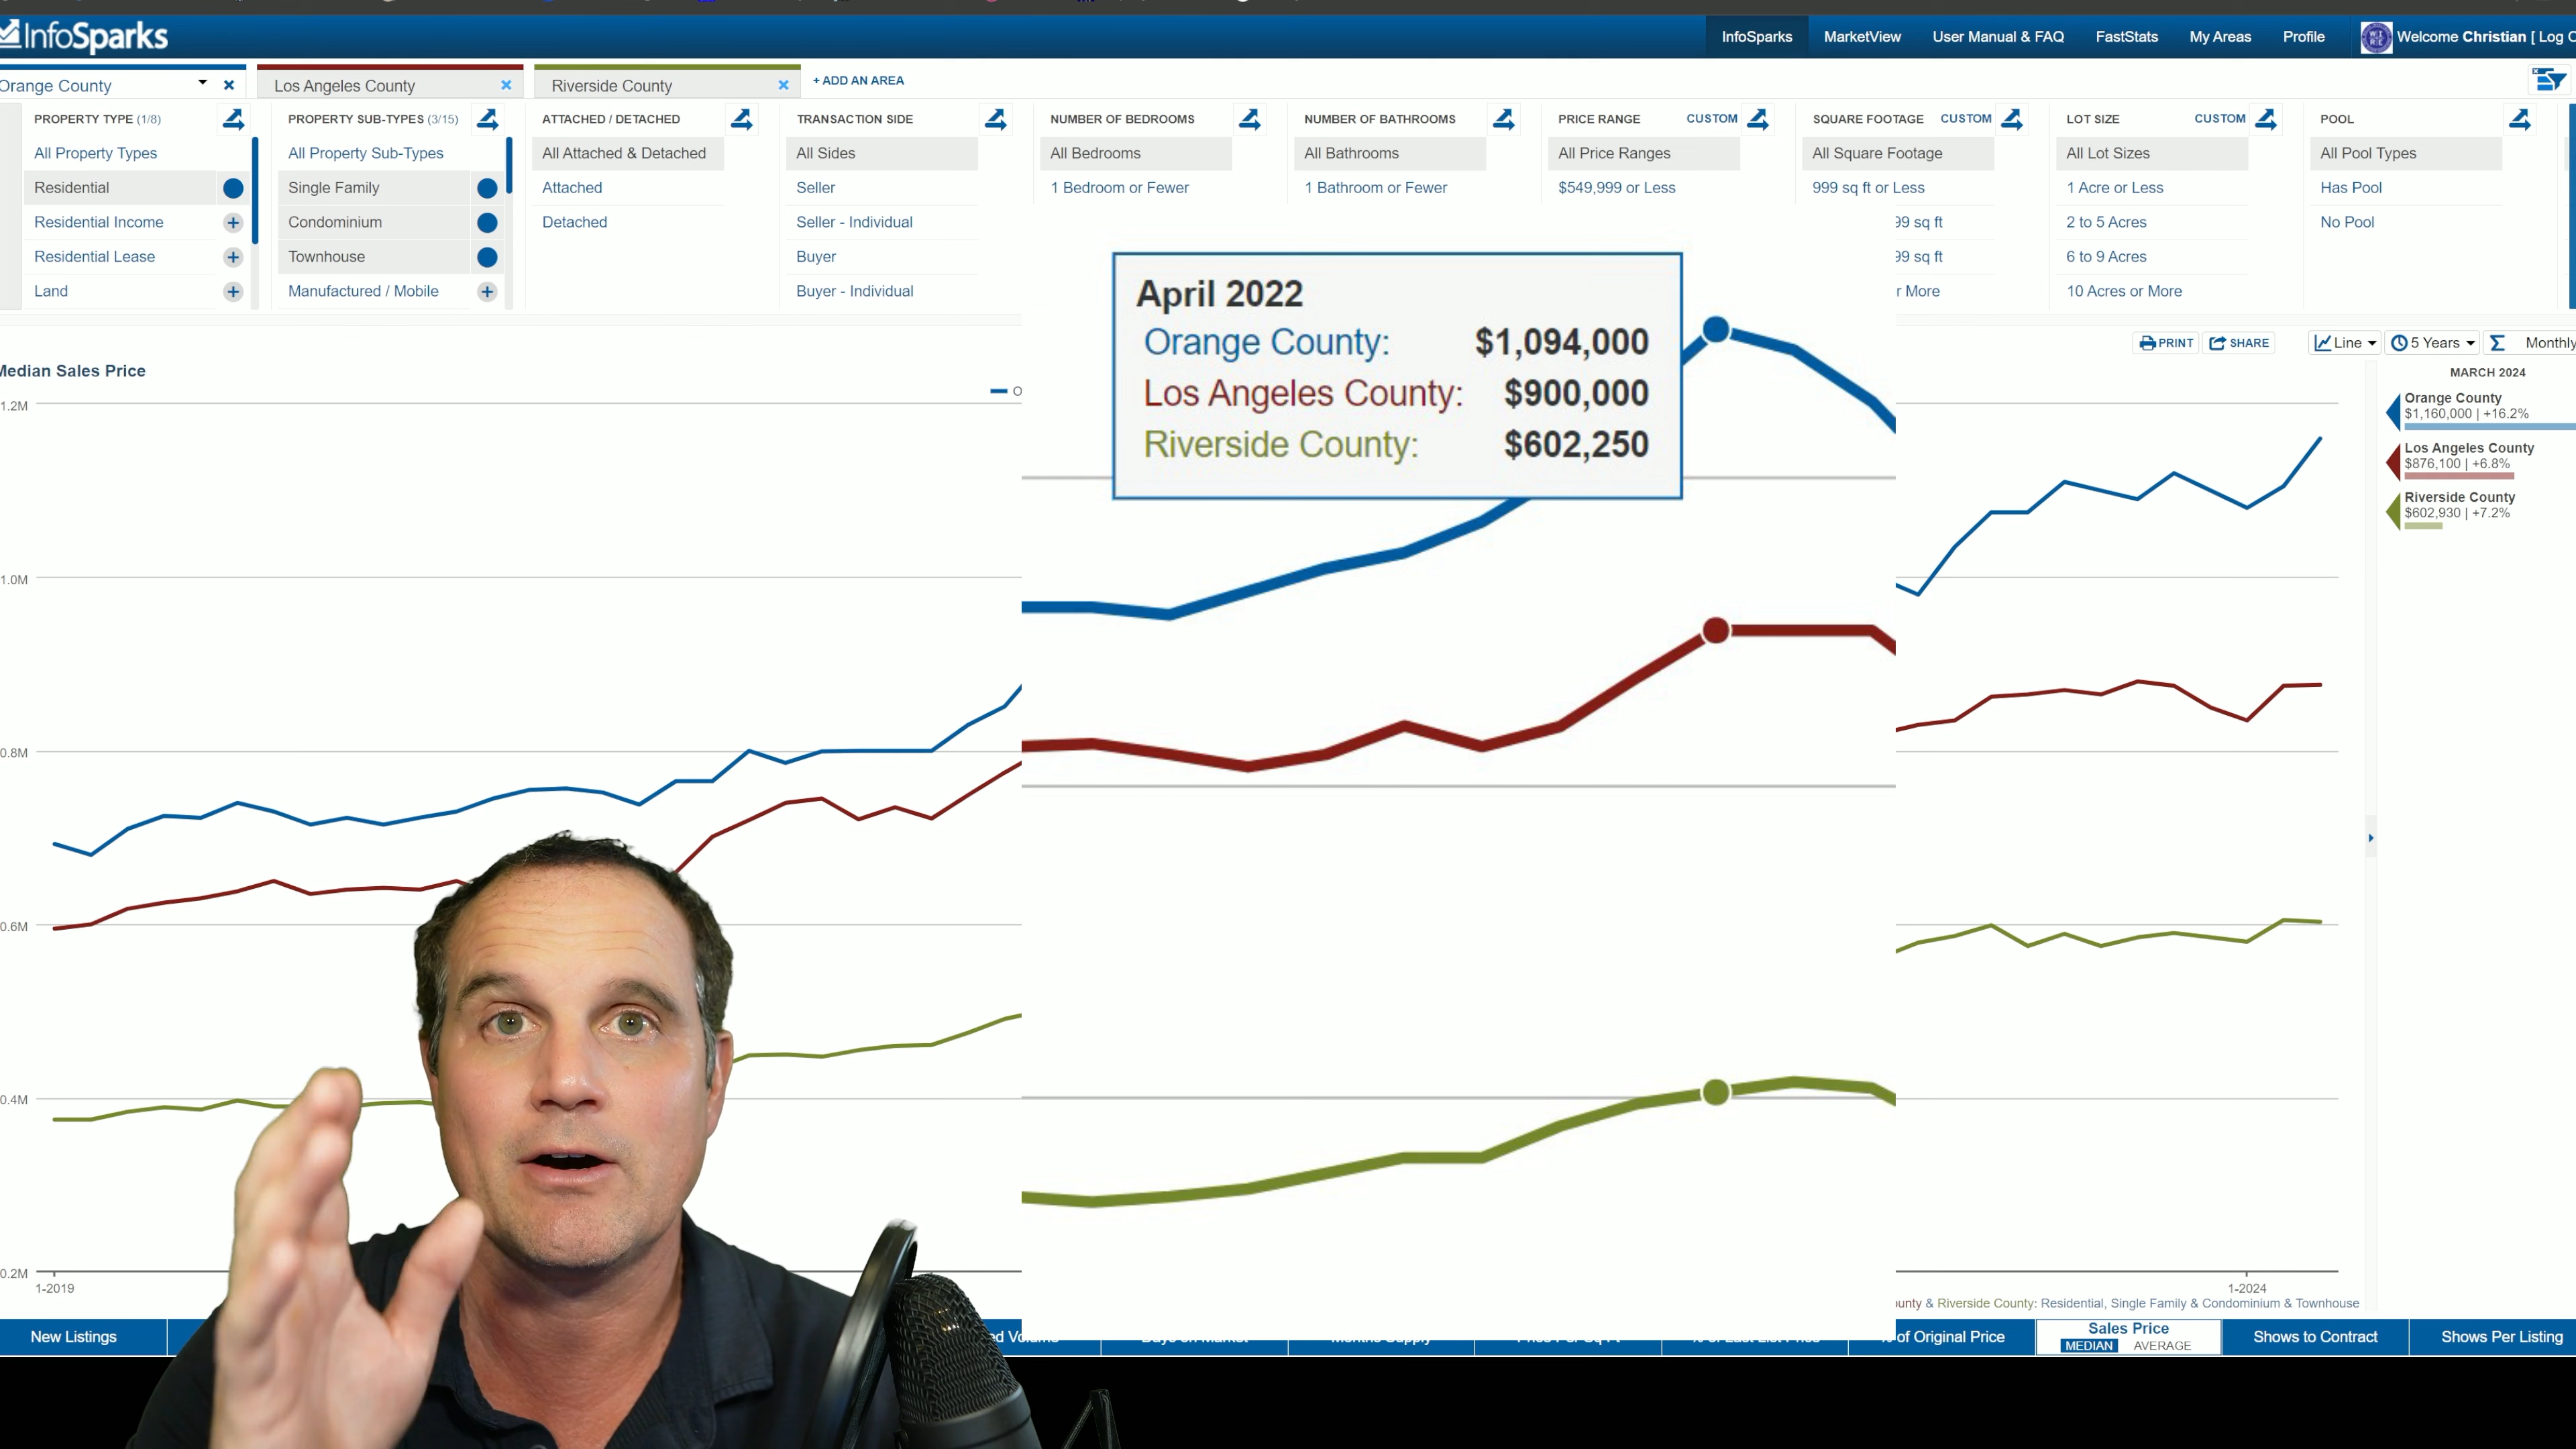 InfoSparks
InfoSparks MarketView User Manual & FAQ FastStats My Areas Profile Welcome Christian [ Log
Orange County Los Angeles County Riverside County + ADD AN AREA
PROPERTY TYPE (1/8)
All Property Types
Residential
Residential Income
Residential Lease
Land
PROPERTY SUB-TYPES (3/15)
All Property Sub-Types
Single Family
Condominium
Townhouse
Manufactured / Mobile
ATTACHED / DETACHED
All Attached & Detached
Attached
Detached
TRANSACTION SIDE
All Sides
Seller
Seller - Individual
Buyer
Buyer - Individual
NUMBER OF BEDROOMS
All Bedrooms
1 Bedroom or Fewer
NUMBER OF BATHROOMS
All Bathrooms
1 Bathroom or Fewer
PRICE RANGE CUSTOM
All Price Ranges
$549,999 or Less
SQUARE FOOTAGE CUSTOM
All Square Footage
999 sq ft or Less
99 sq ft
99 sq ft
r More
LOT SIZE CUSTOM
All Lot Sizes
1 Acre or Less
2 to 5 Acres
6 to 9 Acres
10 Acres or More
POOL
All Pool Types
Has Pool
No Pool
April 2022
Orange County: $1,094,000
Los Angeles County: $900,000
Riverside County: $602,250
PRINT SHARE Line 5 Years Σ Monthly
Median Sales Price
O
1.2M
1.0M
0.8M
0.6M
0.4M
0.2M
1-2019
1-2024
MARCH 2024
Orange County
$1,160,000 | +16.2%
Los Angeles County
$876,100 | +6.8%
Riverside County
$602,930 | +7.2%
ounty & Riverside County: Residential, Single Family & Condominium & Townhouse
New Listings
of Original Price
Sales Price
MEDIAN AVERAGE
Shows to Contract
Shows Per Listing